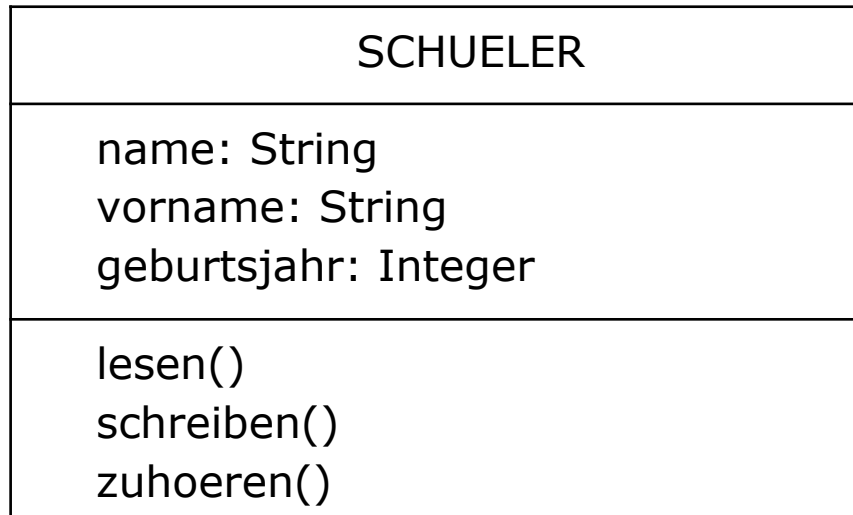 SCHUELER
name: String
vorname: String
geburtsjahr: Integer
lesen()
schreiben()
zuhoeren()